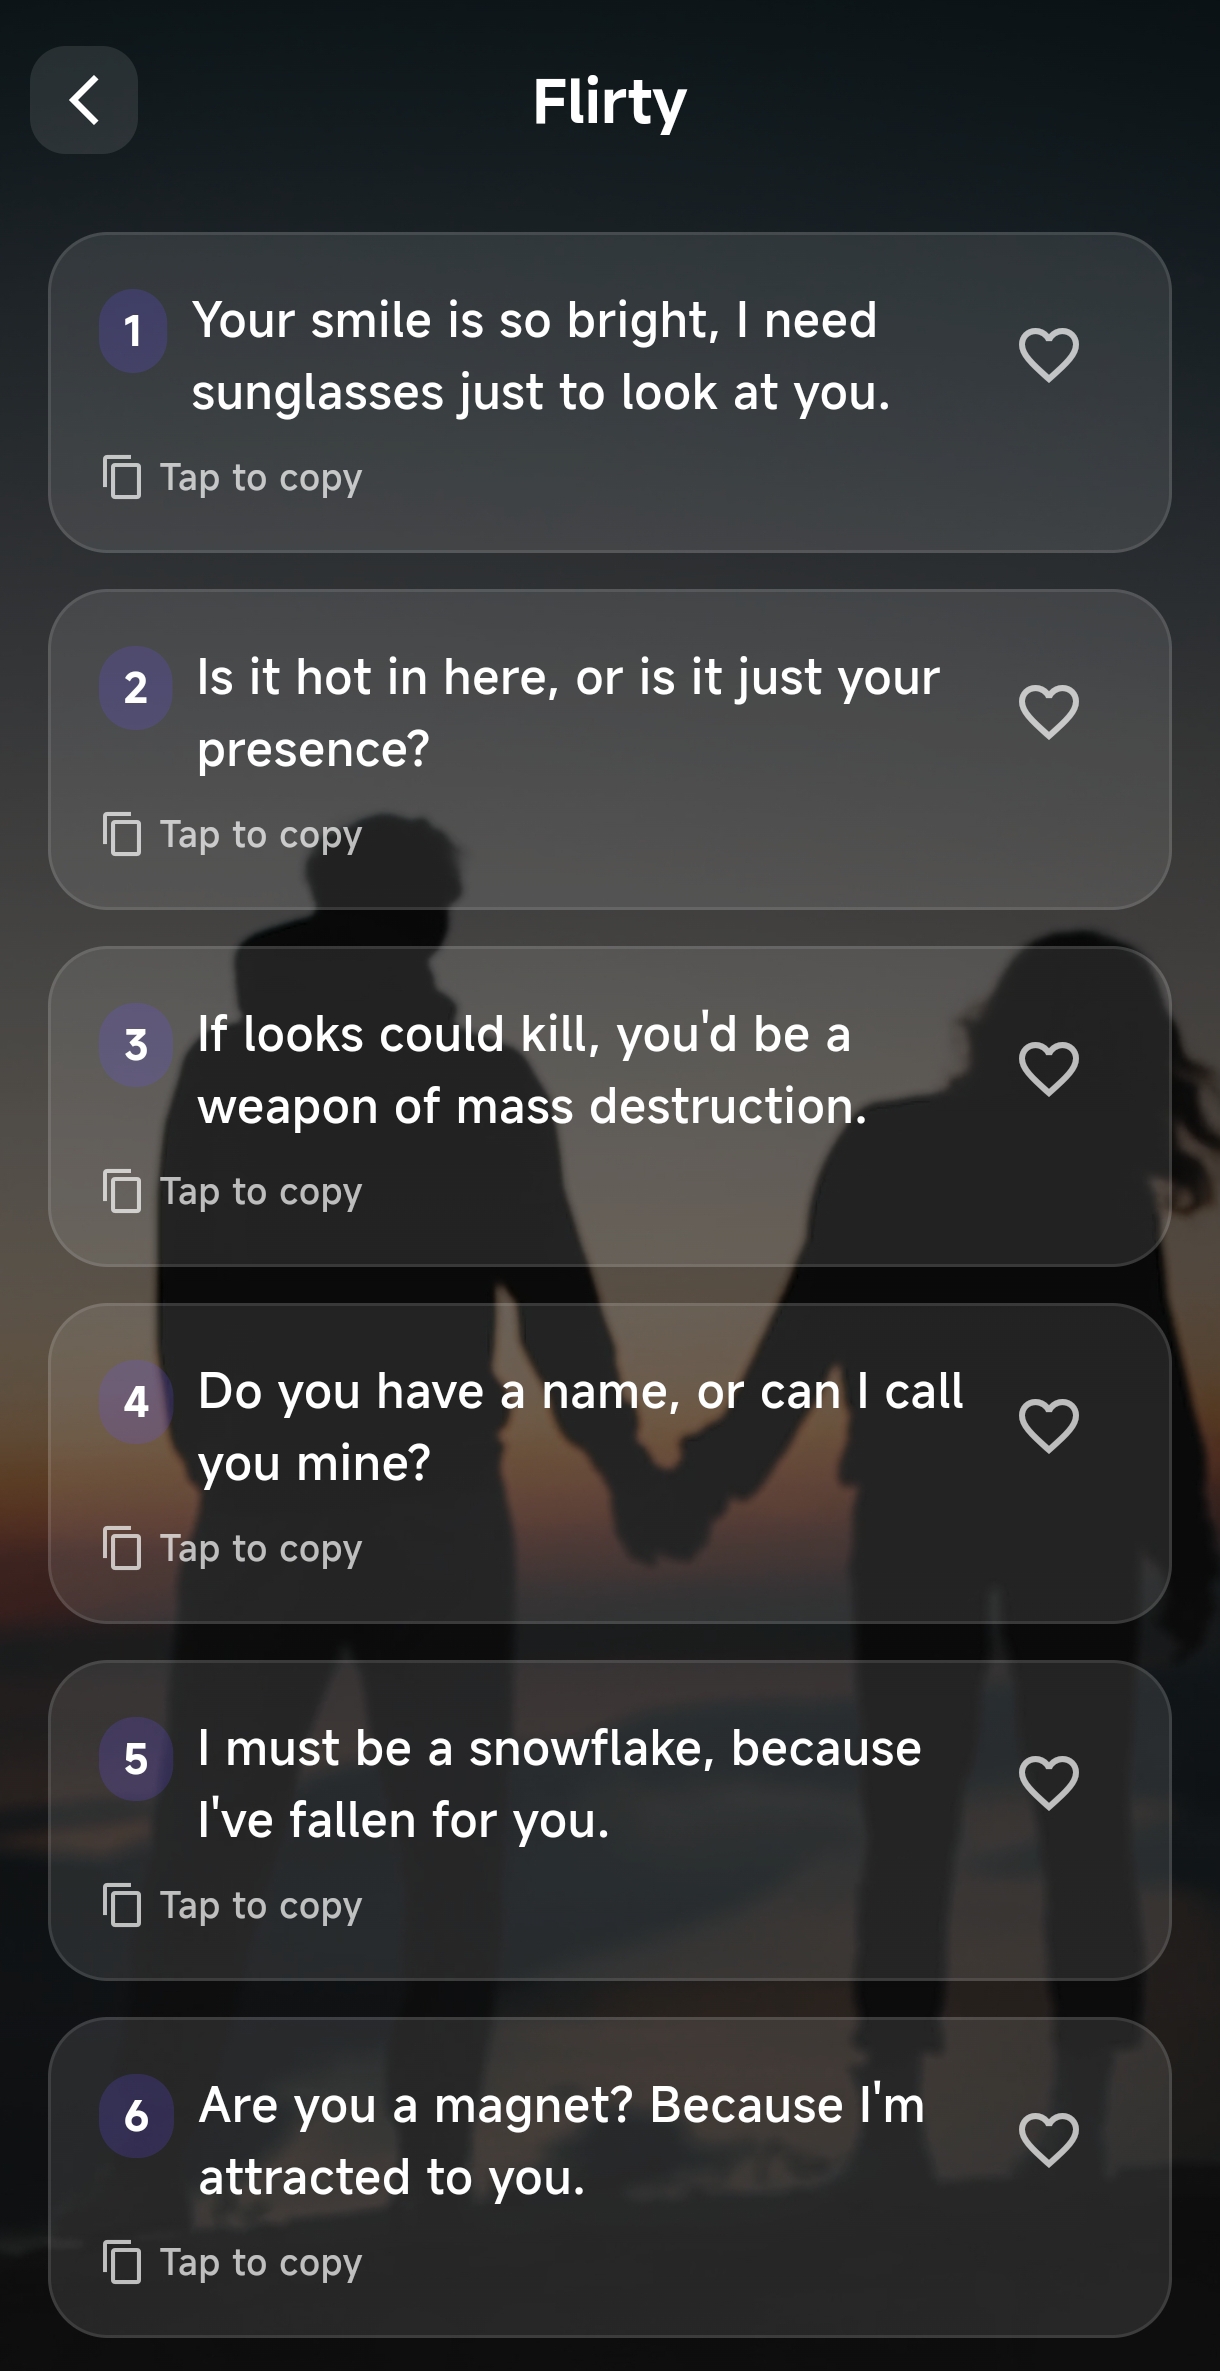 Flirty
1 Your smile is so bright, I need
sunglasses just to look at you.
Tap to copy
2 Is it hot in here, or is it just your
presence?
Tap to copy
3 If looks could kill, you'd be a
weapon of mass destruction.
Tap to copy
4 Do you have a name, or can I call
you mine?
Tap to copy
5 I must be a snowflake, because
I've fallen for you.
Tap to copy
6 Are you a magnet? Because I'm
attracted to you.
Tap to copy